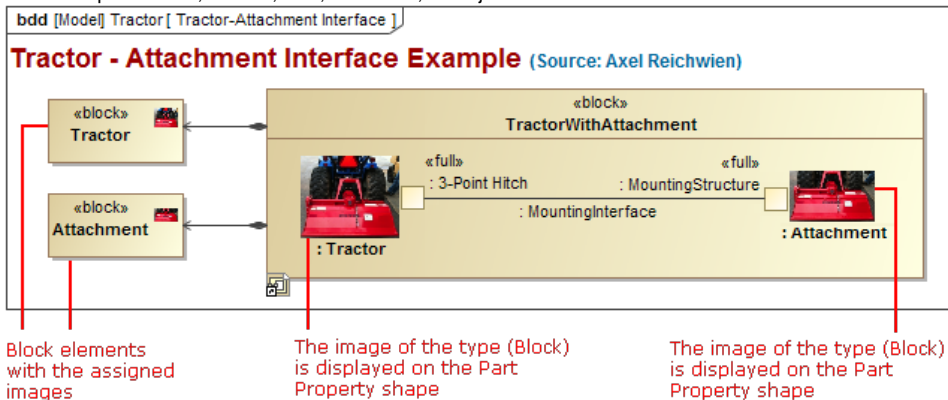 bdd [Model] Tractor [ Tractor-Attachment Interface ]
Tractor - Attachment Interface Example (Source: Axel Reichwien)
«block»
Tractor
«block»
Attachment
«block»
TractorWithAttachment
«full»
: 3-Point Hitch
«full»
: MountingStructure
: MountingInterface
: Tractor
: Attachment
Block elements
with the assigned
images
The image of the type (Block)
is displayed on the Part
Property shape
The image of the type (Block)
is displayed on the Part
Property shape